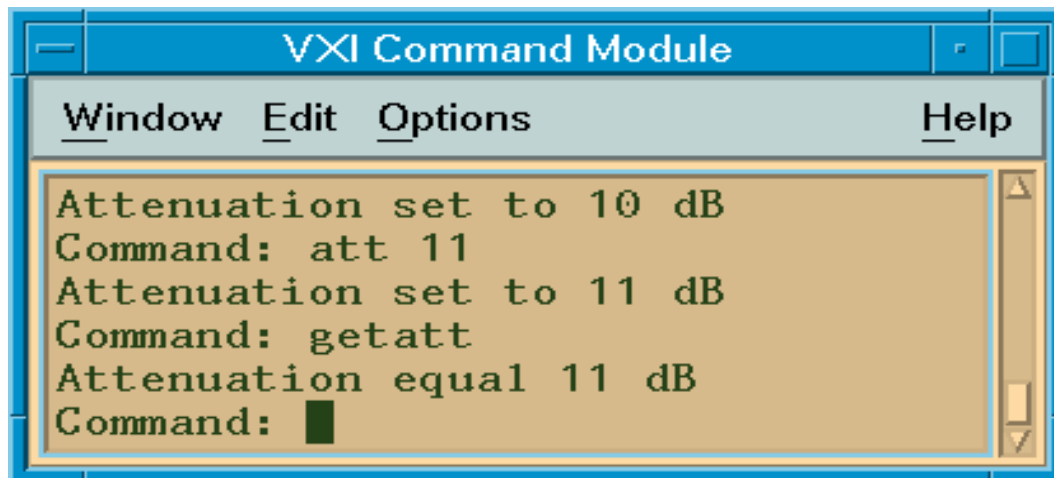 VXI Command Module
Window Edit Options Help
Attenuation set to 10 dB
Command: att 11
Attenuation set to 11 dB
Command: getatt
Attenuation equal 11 dB
Command: